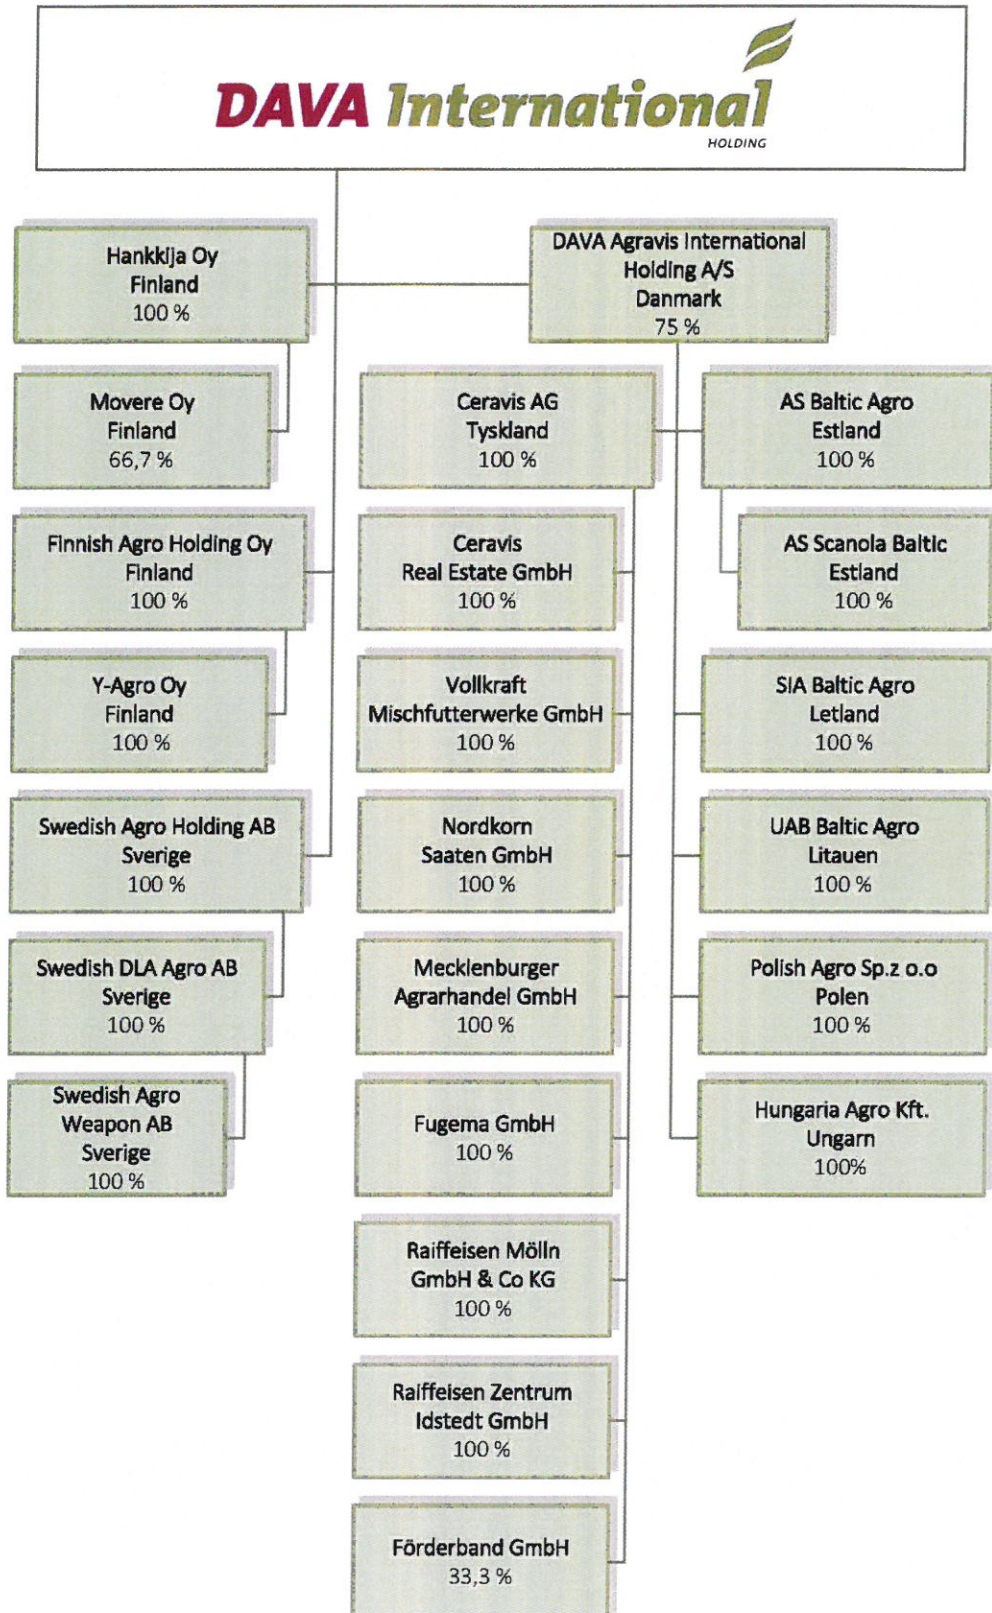 DAVA International
HOLDING
Hankkija Oy
Finland
100 %
DAVA Agravis International
Holding A/S
Danmark
75 %
Movere Oy
Finland
66,7 %
Ceravis AG
Tyskland
100 %
AS Baltic Agro
Estland
100 %
Finnish Agro Holding Oy
Finland
100 %
Ceravis
Real Estate GmbH
100 %
AS Scanola Baltic
Estland
100 %
Y-Agro Oy
Finland
100 %
Vollkraft
Mischfutterwerke GmbH
100 %
SIA Baltic Agro
Letland
100 %
Swedish Agro Holding AB
Sverige
100 %
Nordkorn
Saaten GmbH
100 %
UAB Baltic Agro
Litauen
100 %
Swedish DLA Agro AB
Sverige
100 %
Mecklenburger
Agrarhandel GmbH
100 %
Polish Agro Sp.z o.o
Polen
100 %
Swedish Agro
Weapon AB
Sverige
100 %
Fugema GmbH
100 %
Hungaria Agro Kft.
Ungarn
100%
Raiffeisen Mölln
GmbH & Co KG
100 %
Raiffeisen Zentrum
Idstedt GmbH
100 %
Förderband GmbH
33,3 %